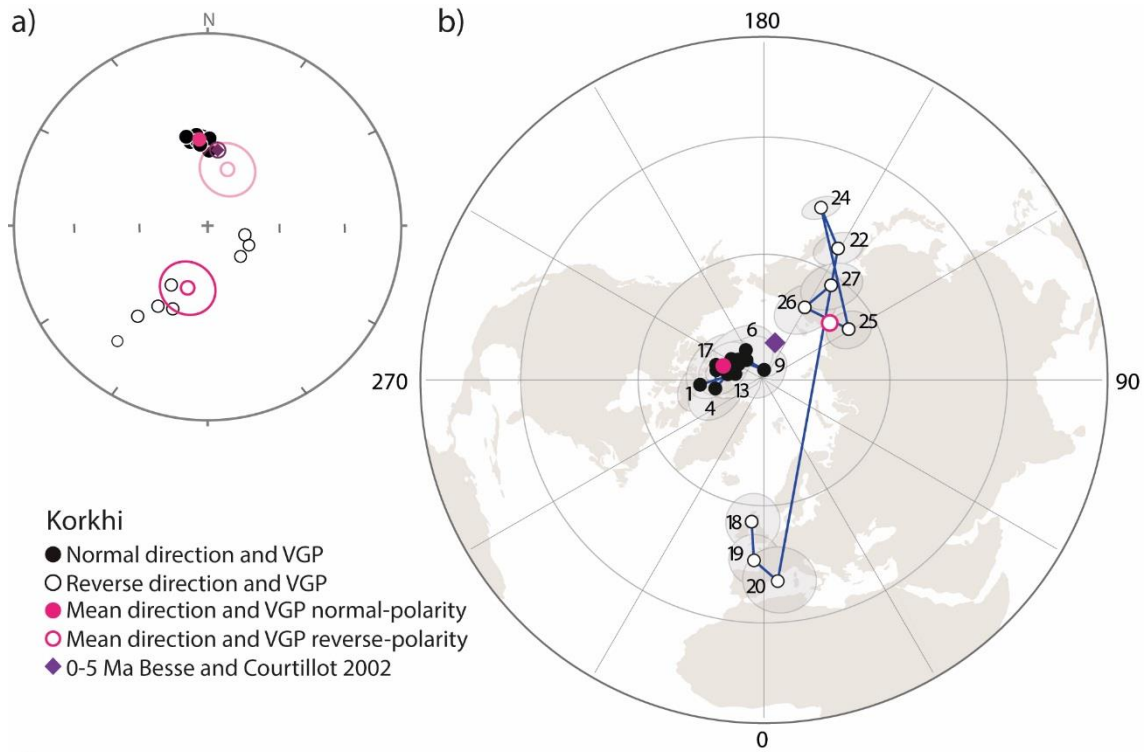 a)
N
Korkhi
Normal direction and VGP
Reverse direction and VGP
Mean direction and VGP normal-polarity
Mean direction and VGP reverse-polarity
0-5 Ma Besse and Courtillot 2002
b)
180
24
22
27
26
25
6
17
9
270
90
1
13
4
18
19
20
0